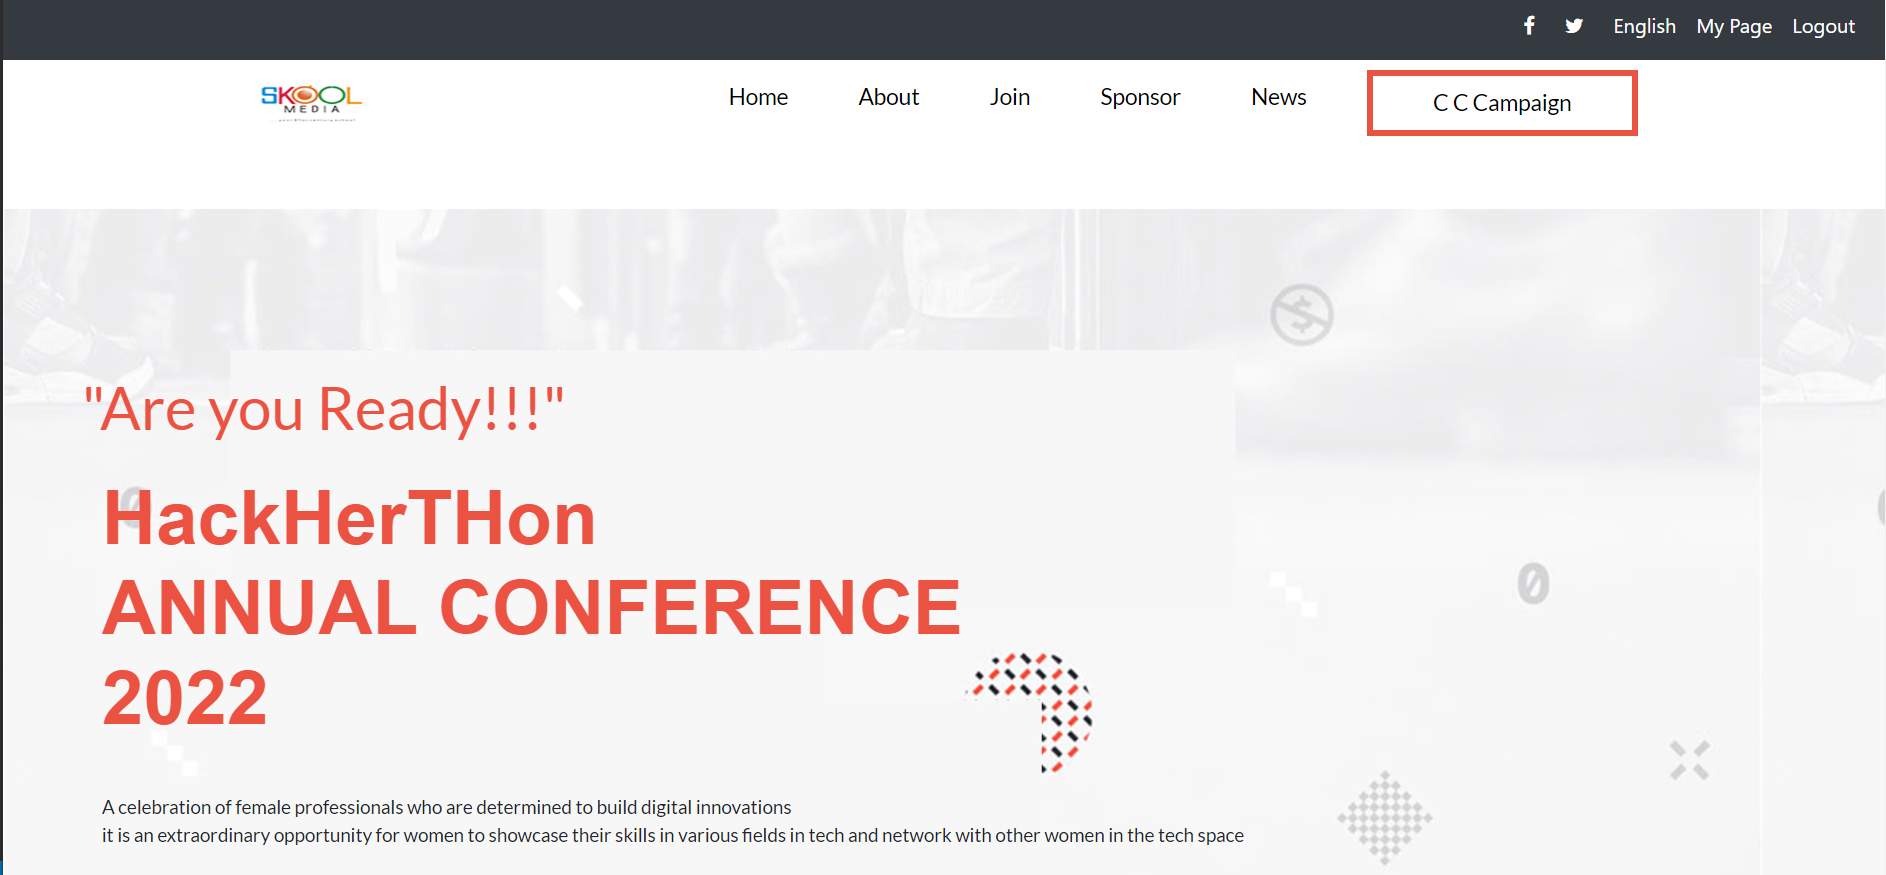 English My Page Logout
SKOOL
MEDIA
Home About Join Sponsor News C C Campaign
"Are you Ready!!!"
HackHerTHon
ANNUAL CONFERENCE
2022
A celebration of female professionals who are determined to build digital innovations
it is an extraordinary opportunity for women to showcase their skills in various fields in tech and network with other women in the tech space